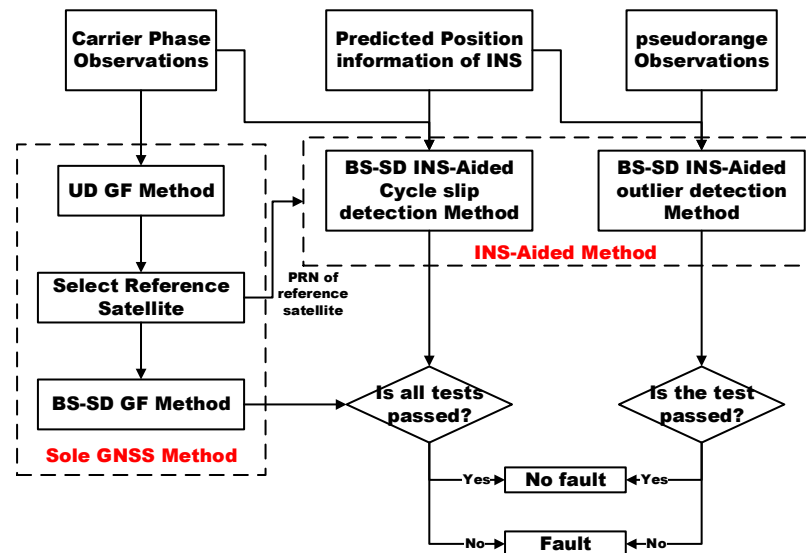 Carrier Phase
Observations
Predicted Position
information of INS
pseudorange
Observations
UD GF Method
BS-SD INS-Aided
Cycle slip
detection Method
BS-SD INS-Aided
outlier detection
Method
INS-Aided Method
Select Reference
Satellite
PRN of
reference
satellite
BS-SD GF Method
Is all tests
passed?
Is the test
passed?
Sole GNSS Method
Yes
No fault
Yes
No
Fault
No